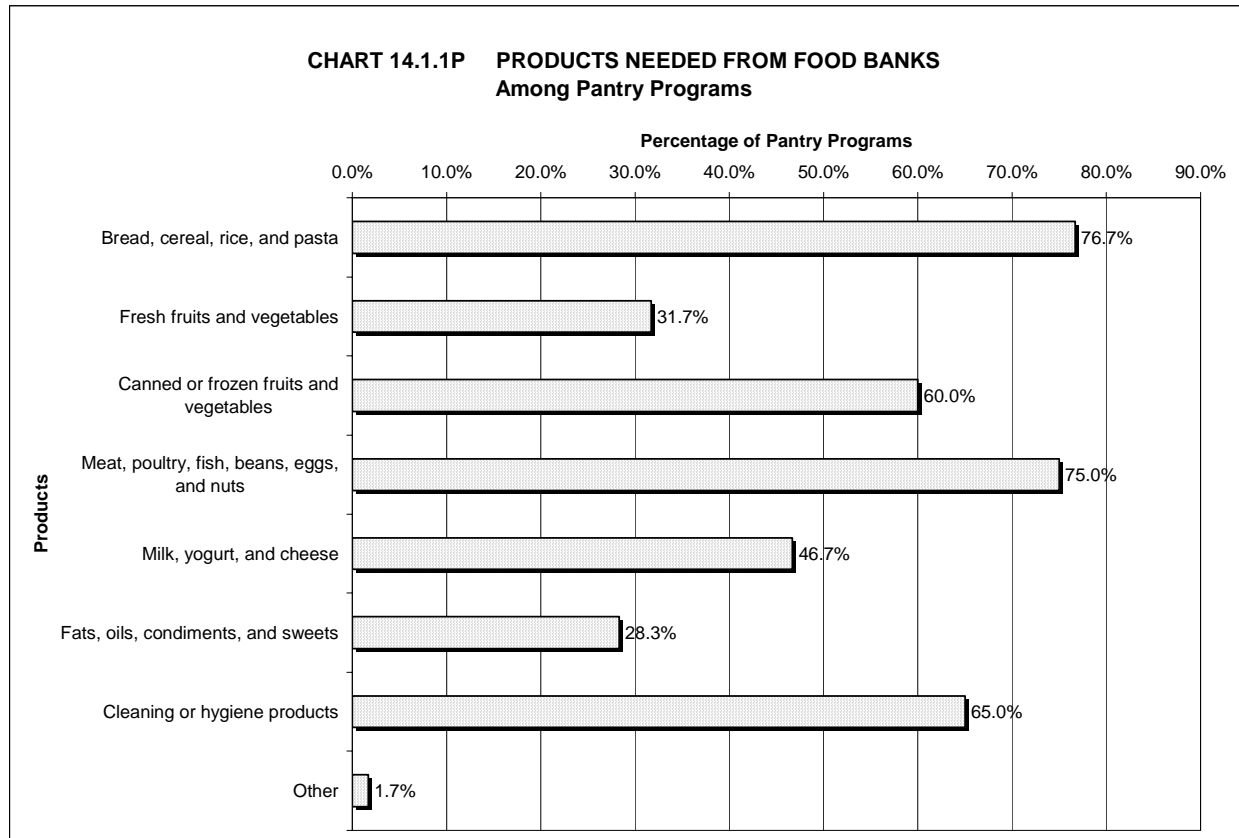 CHART 14.1.1P PRODUCTS NEEDED FROM FOOD BANKS
Among Pantry Programs
Percentage of Pantry Programs
0.0% 10.0% 20.0% 30.0% 40.0% 50.0% 60.0% 70.0% 80.0% 90.0%
Products
Bread, cereal, rice, and pasta 76.7%
Fresh fruits and vegetables 31.7%
Canned or frozen fruits and
vegetables 60.0%
Meat, poultry, fish, beans, eggs,
and nuts 75.0%
Milk, yogurt, and cheese 46.7%
Fats, oils, condiments, and sweets 28.3%
Cleaning or hygiene products 65.0%
Other 1.7%